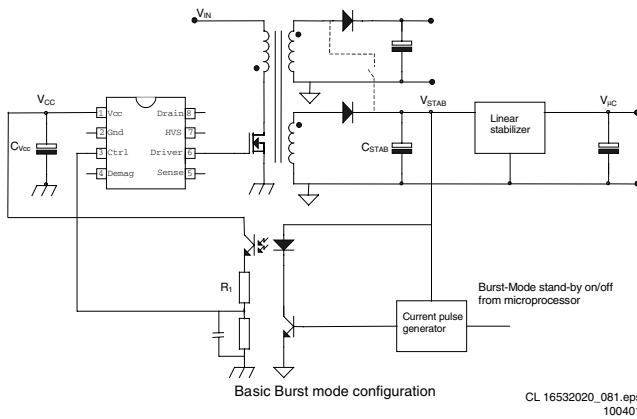 VIN
VCC
CVcc
1 Vcc Drain 8
2 Gnd HVS 7
3 Ctrl Driver 6
4 Demag Sense 5
VSTAB
CSTAB
Linear
stabilizer
VµC
R1
Current pulse
generator
Burst-Mode stand-by on/off
from microprocessor
Basic Burst mode configuration
CL 16532020_081.eps